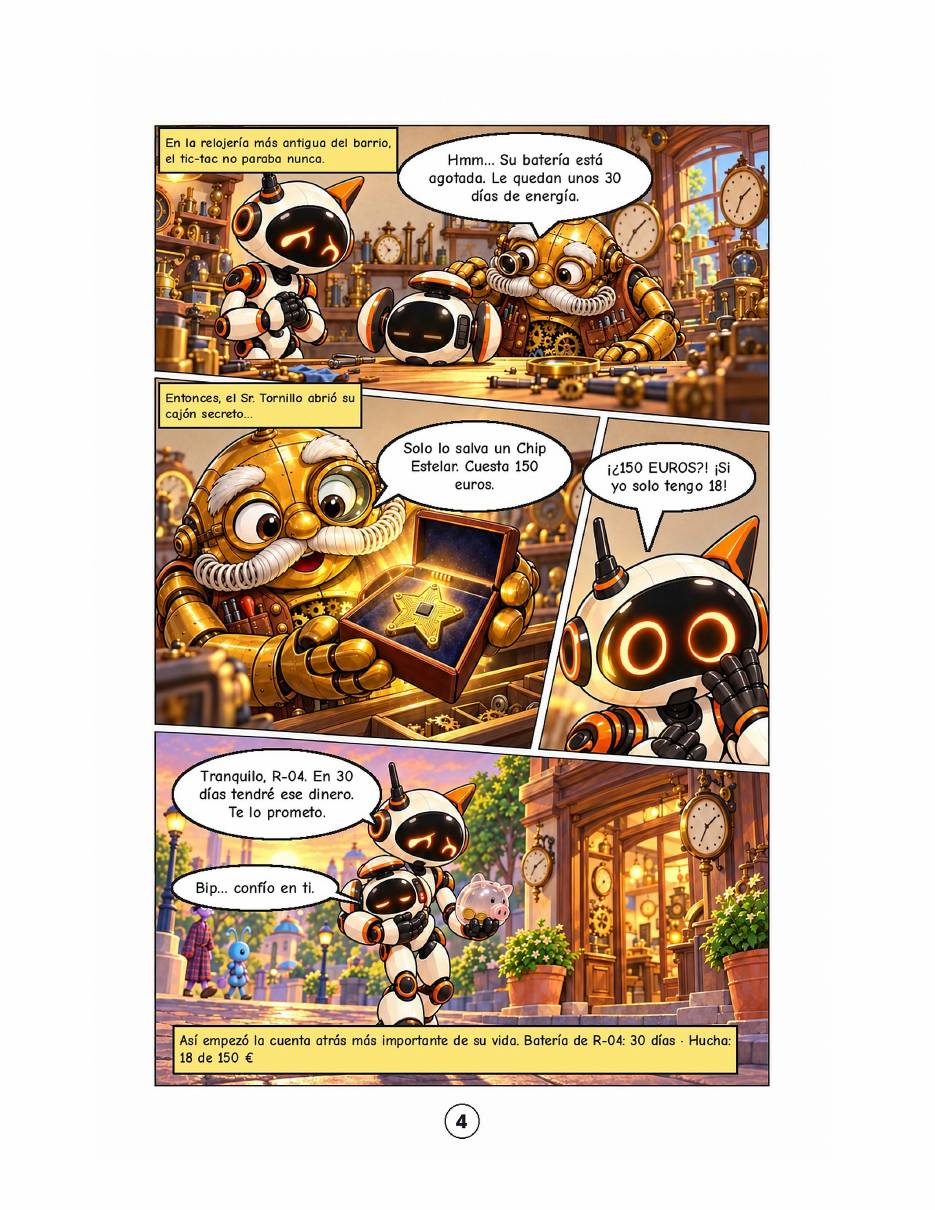 En la relojería más antigua del barrio,
el tic-tac no paraba nunca.
Hmm... Su batería está
agotada. Le quedan unos 30
días de energía.
Entonces, el Sr. Tornillo abrió su
cajón secreto...
Solo lo salva un Chip
Estelar. Cuesta 150
euros.
¡¿150 EUROS?! ¡Si
yo solo tengo 18!
Tranquilo, R-04. En 30
días tendré ese dinero.
Te lo prometo.
Bip... confío en ti.
Así empezó la cuenta atrás más importante de su vida. Batería de R-04: 30 días · Hucha:
18 de 150 €
4